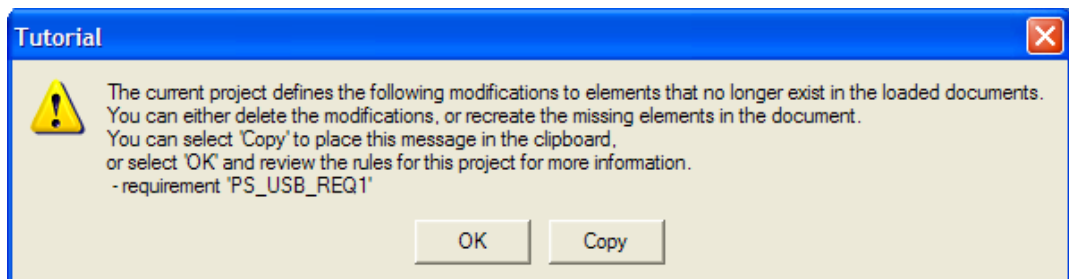 Tutorial
The current project defines the following modifications to elements that no longer exist in the loaded documents.
You can either delete the modifications, or recreate the missing elements in the document.
You can select 'Copy' to place this message in the clipboard,
or select 'OK' and review the rules for this project for more information.
- requirement "PS_USB_REQ1"
OK Copy